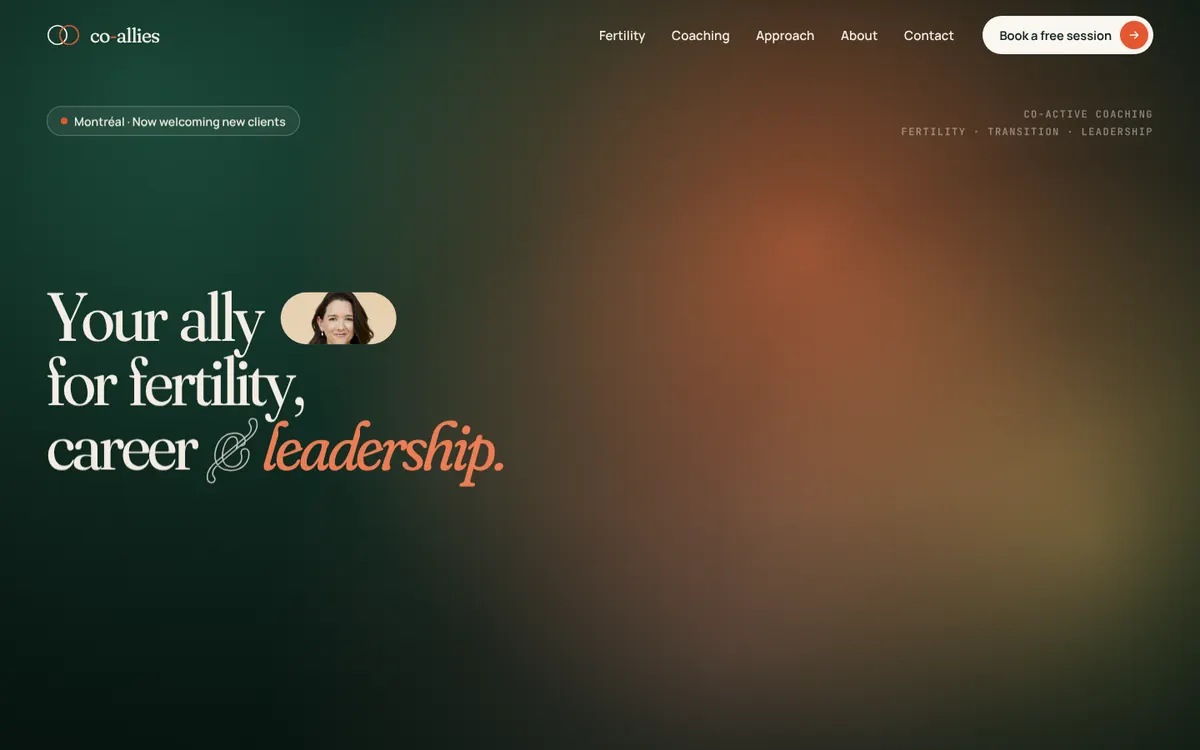 co-allies
Fertility
Coaching
Approach
About
Contact
Book a free session
Montréal · Now welcoming new clients
CO-ACTIVE COACHING
FERTILITY · TRANSITION · LEADERSHIP
Your ally
for fertility,
career & leadership.